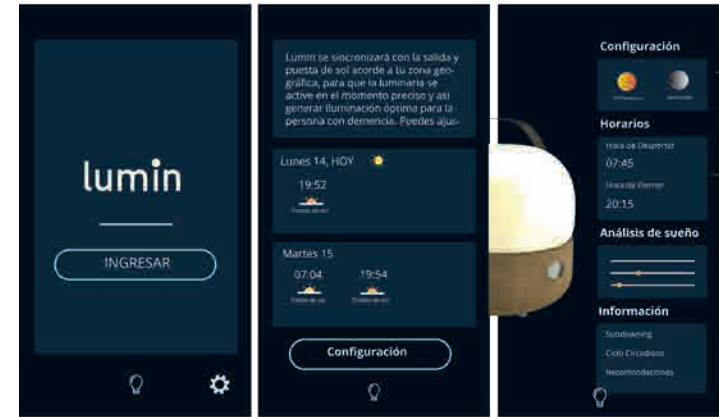 lumin
INGRESAR
Lumin se sincronizará con la salida y
puesta de sol acorde a tu zona geo-
gráfica, para que la luminaria se
active en el momento preciso y asi
generar iluminación óptima para la
persona con demencia. Puedes ajus-
Lunes 14, HOY
19:52
Martes 15
07:04 19:54
Configuración
Configuración
Horarios
Hora de Despertar
07:45
Hora de Dormir
20:15
Análisis de sueño
Información
Sundowning
Ciclo Circadicos
Recomendaciones